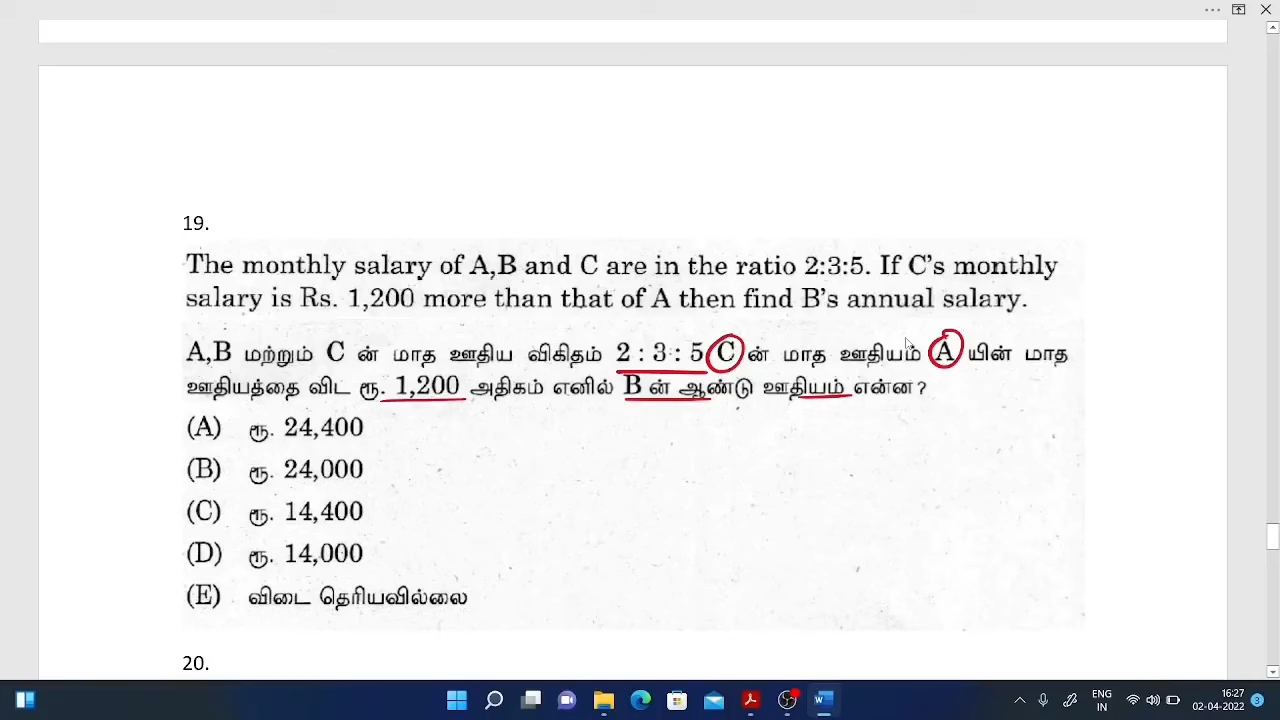 19.
The monthly salary of A,B and C are in the ratio 2:3:5. If C's monthly
salary is Rs. 1,200 more than that of A then find B's annual salary.
A,B மற்றும் C ன் மாத ஊதிய விகிதம் 2 : 3 : 5 C ன் மாத ஊதியம் A யின் மாத
ஊதியத்தை விட ரூ. 1,200 அதிகம் எனில் B ன் ஆண்டு ஊதியம் என்ன?
(A) ரூ. 24,400
(B) ரூ. 24,000
(C) ரூ. 14,400
(D) ரூ. 14,000
(E) விடை தெரியவில்லை
20.
ENG
IN
16:27
02-04-2022
3